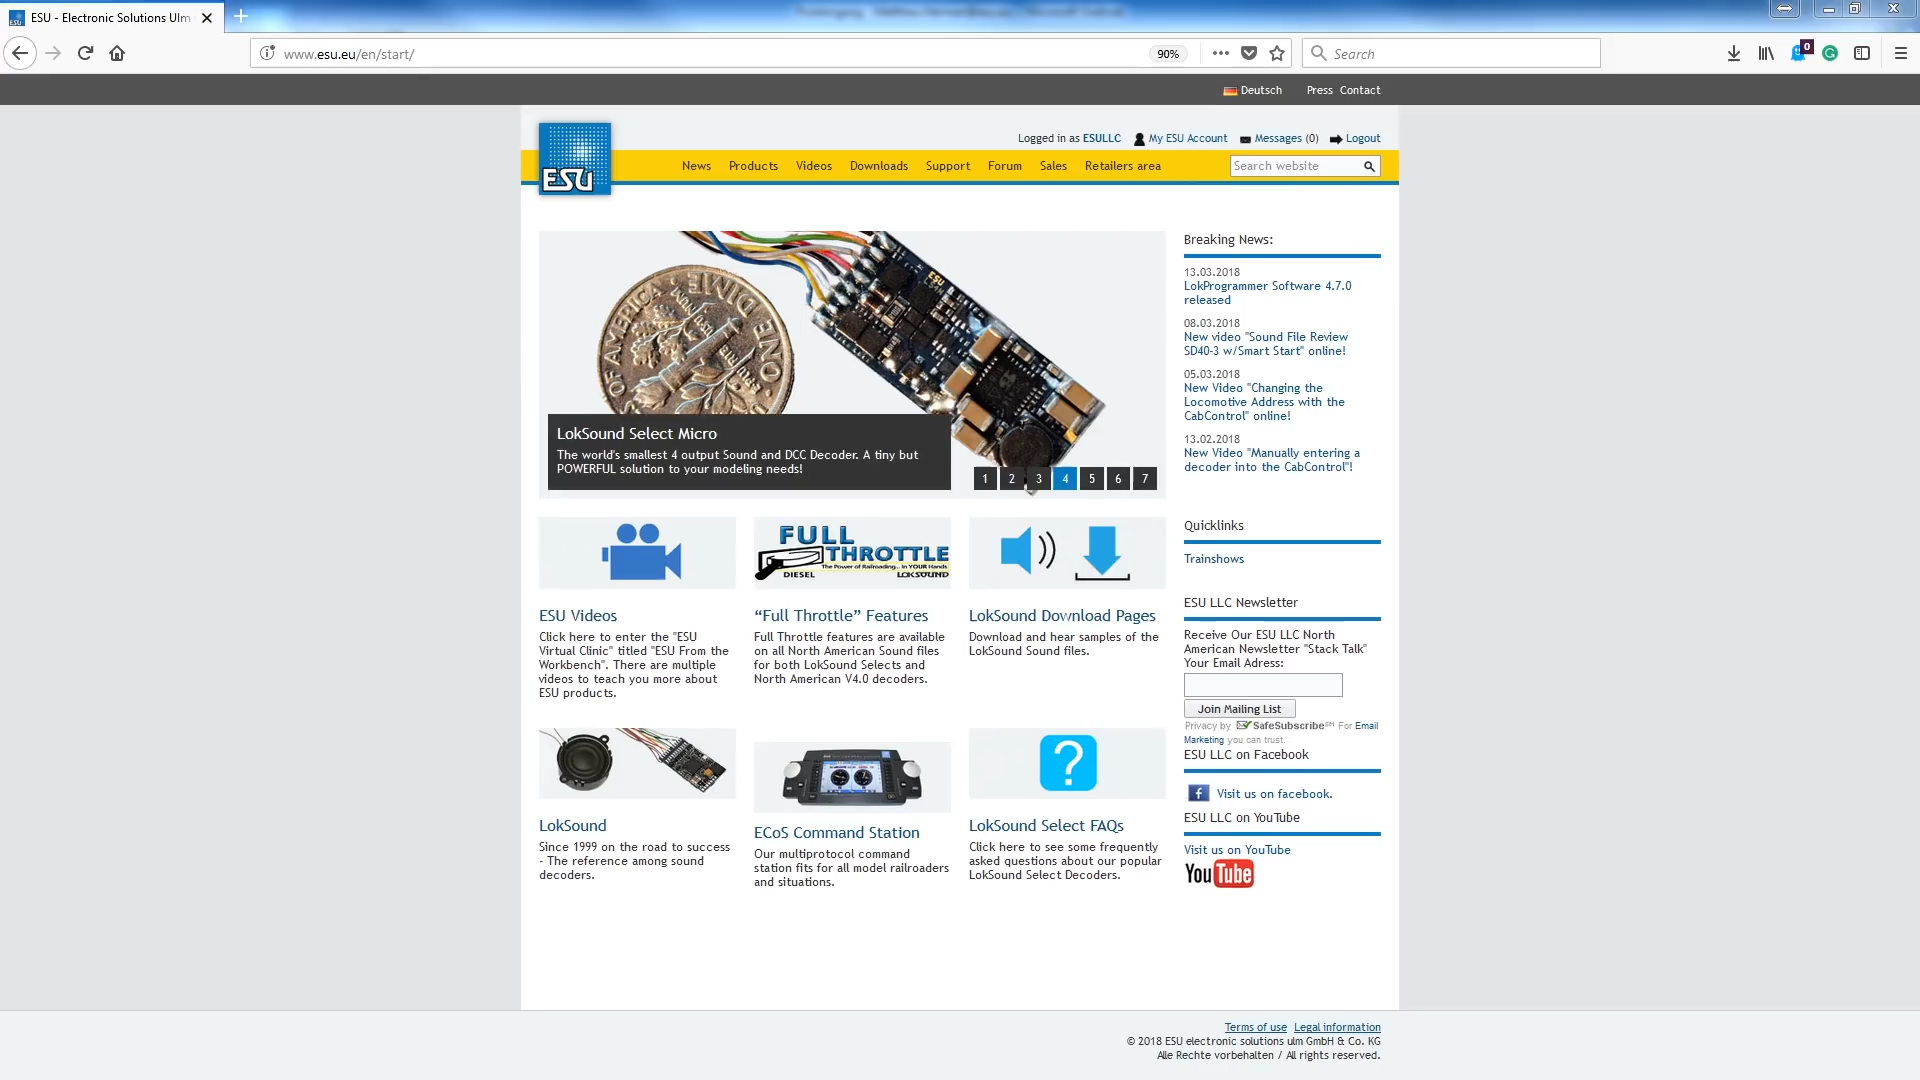 ESU - Electronic Solutions Ulm
www.esu.eu/en/start/
90%
Search
0
Deutsch Press Contact
Logged in as ESULLC My ESU Account Messages (0) Logout
ESU
News Products Videos Downloads Support Forum Sales Retailers area
Search website
OF AMERICA
ONE DIME
ESU
LokSound Select Micro
The world's smallest 4 output Sound and DCC Decoder. A tiny but
POWERFUL solution to your modeling needs!
1 2 3 4 5 6 7
Breaking News:
13.03.2018
LokProgrammer Software 4.7.0
released
08.03.2018
New video "Sound File Review
SD40-3 w/Smart Start" online!
05.03.2018
New Video "Changing the
Locomotive Address with the
CabControl" online!
13.02.2018
New Video "Manually entering a
decoder into the CabControl"!
Quicklinks
Trainshows
ESU LLC Newsletter
Receive Our ESU LLC North
American Newsletter "Stack Talk"
Your Email Adress:
Join Mailing List
Privacy by SafeSubscribe℠ For Email
Marketing you can trust.
ESU LLC on Facebook
Visit us on facebook.
ESU LLC on YouTube
Visit us on YouTube
YouTube
ESU Videos
Click here to enter the "ESU
Virtual Clinic" titled "ESU From the
Workbench". There are multiple
videos to teach you more about
ESU products.
FULL
THROTTLE
The Power of Railroading... in YOUR Hands
DIESEL LOKSOUND
“Full Throttle” Features
Full Throttle features are available
on all North American Sound files
for both LokSound Selects and
North American V4.0 decoders.
LokSound Download Pages
Download and hear samples of the
LokSound Sound files.
LokSound
Since 1999 on the road to success
- The reference among sound
decoders.
ECoS Command Station
Our multiprotocol command
station fits for all model railroaders
and situations.
?
LokSound Select FAQs
Click here to see some frequently
asked questions about our popular
LokSound Select Decoders.
Terms of use Legal information
© 2018 ESU electronic solutions ulm GmbH & Co. KG
Alle Rechte vorbehalten / All rights reserved.